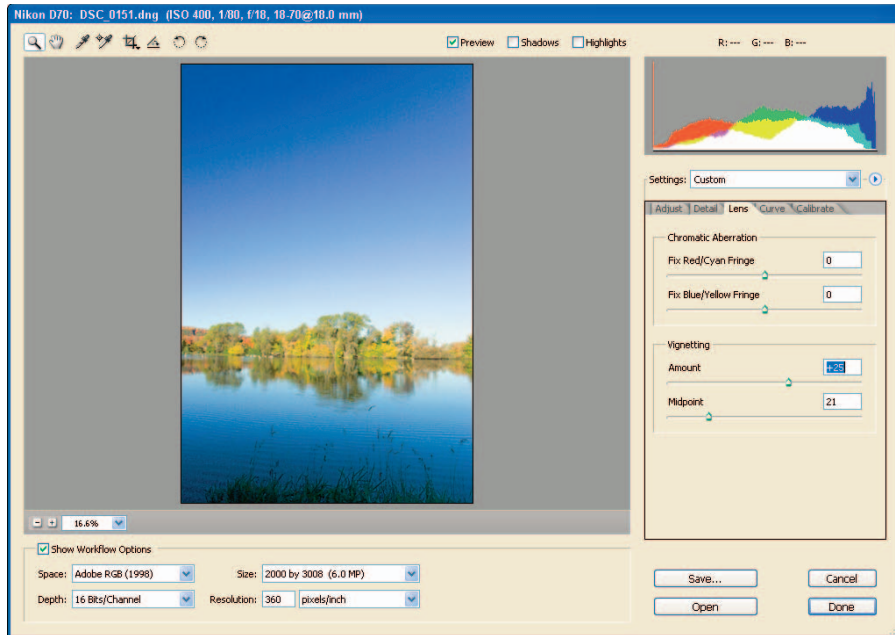 Nikon D70: DSC_0151.dng (ISO 400, 1/80, f/18, 18-70@18.0 mm)
Preview Shadows Highlights R: --- G: --- B: ---
Settings: Custom
Adjust Detail Lens Curve Calibrate
Chromatic Aberration
Fix Red/Cyan Fringe 0
Fix Blue/Yellow Fringe 0
Vignetting
Amount +25
Midpoint 21
16.6%
Show Workflow Options
Space: Adobe RGB (1998) Size: 2000 by 3008 (6.0 MP)
Depth: 16 Bits/Channel Resolution: 360 pixels/inch
Save... Cancel
Open Done